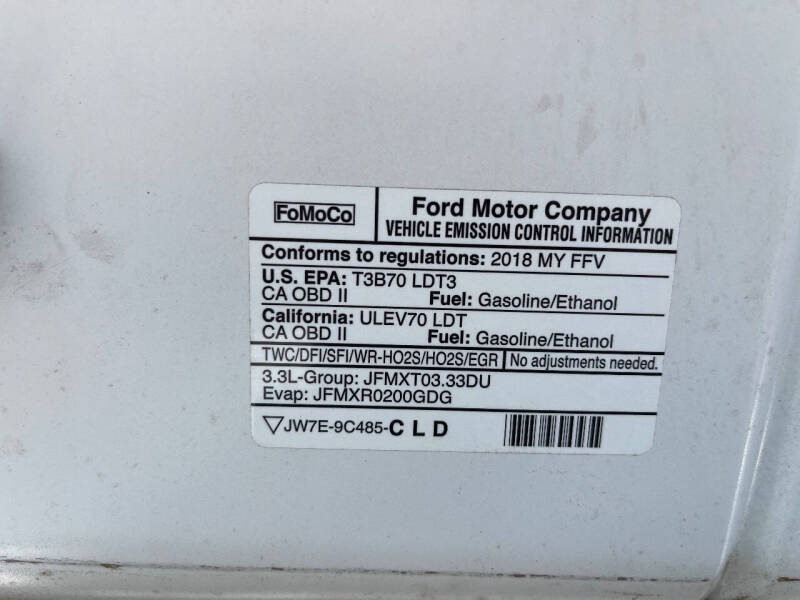 FoMoCo
Ford Motor Company
VEHICLE EMISSION CONTROL INFORMATION
Conforms to regulations: 2018 MY FFV
U.S. EPA: T3B70 LDT3
CA OBD II Fuel: Gasoline/Ethanol
California: ULEV70 LDT
CA OBD II Fuel: Gasoline/Ethanol
TWC/DFI/SFI/WR-HO2S/HO2S/EGR No adjustments needed.
3.3L-Group: JFMXT03.33DU
Evap: JFMXR0200GDG
JW7E-9C485-C L D